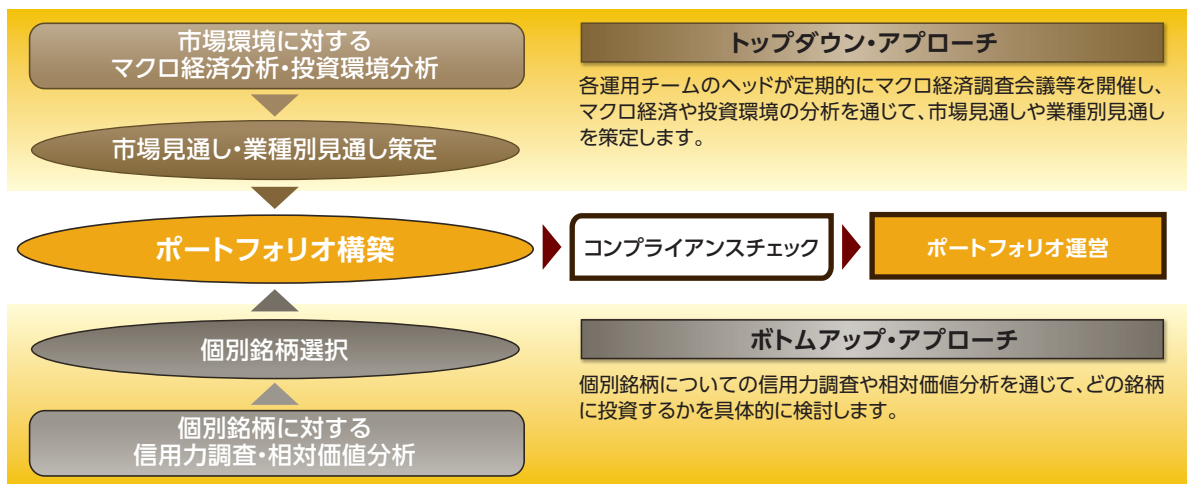 市場環境に対する
マクロ経済分析・投資環境分析
市場見通し・業種別見通し策定
トップダウン・アプローチ
各運用チームのヘッドが定期的にマクロ経済調査会議等を開催し、
マクロ経済や投資環境の分析を通じて、市場見通しや業種別見通し
を策定します。
ポートフォリオ構築
コンプライアンスチェック
ポートフォリオ運営
個別銘柄選択
個別銘柄に対する
信用力調査・相対価値分析
ボトムアップ・アプローチ
個別銘柄についての信用力調査や相対価値分析を通じて、どの銘柄
に投資するかを具体的に検討します。